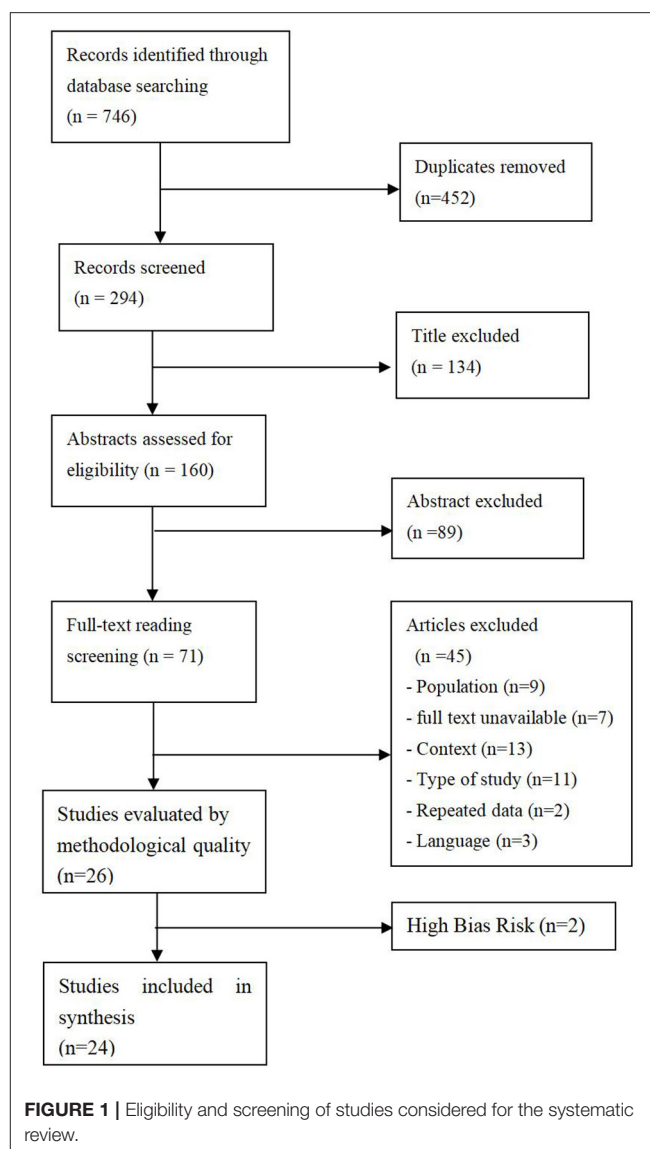 Records identified through
database searching
(n = 746)
Duplicates removed
(n=452)
Records screened
(n = 294)
Title excluded
(n = 134)
Abstracts assessed for
eligibility (n = 160)
Abstract excluded
(n =89)
Full-text reading
screening (n = 71)
Articles excluded
(n =45)
- Population (n=9)
- full text unavailable (n=7)
- Context (n=13)
- Type of study (n=11)
- Repeated data (n=2)
- Language (n=3)
Studies evaluated by
methodological quality
(n=26)
High Bias Risk (n=2)
Studies included in
synthesis
(n=24)
FIGURE 1 | Eligibility and screening of studies considered for the systematic
review.